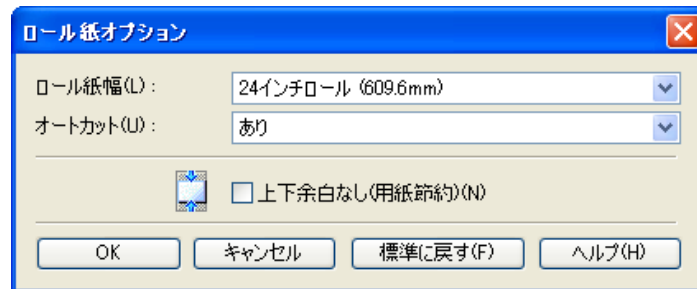 ロール紙オプション
ロール紙幅(L) : 24インチロール (609.6mm)
オートカット(U) : あり
上下余白なし(用紙節約)(N)
OK キャンセル 標準に戻す(F) ヘルプ(H)